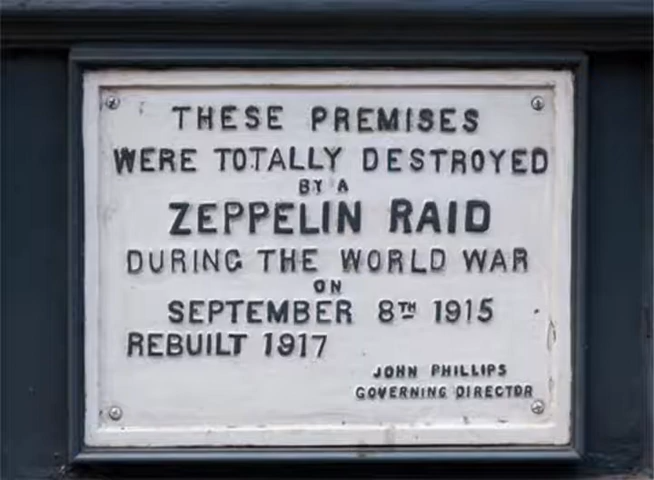 THESE PREMISES
WERE TOTALLY DESTROYED
BY A
ZEPPELIN RAID
DURING THE WORLD WAR
ON
SEPTEMBER 8TH 1915
REBUILT 1917
JOHN PHILLIPS
GOVERNING DIRECTOR